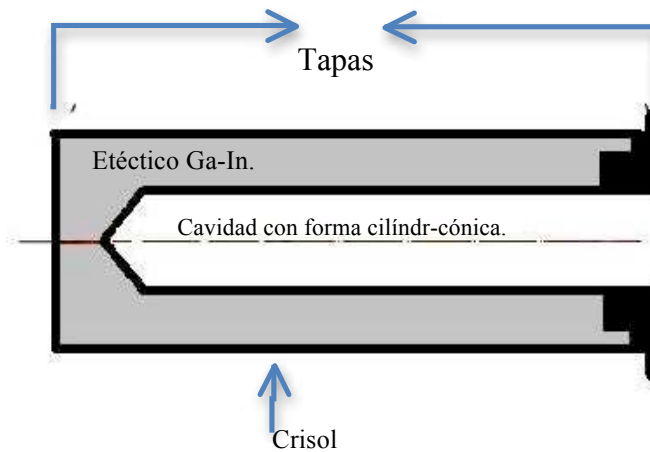 Tapas
Etéctico Ga-In.
Cavidad con forma cilíndr-cónica.
Crisol